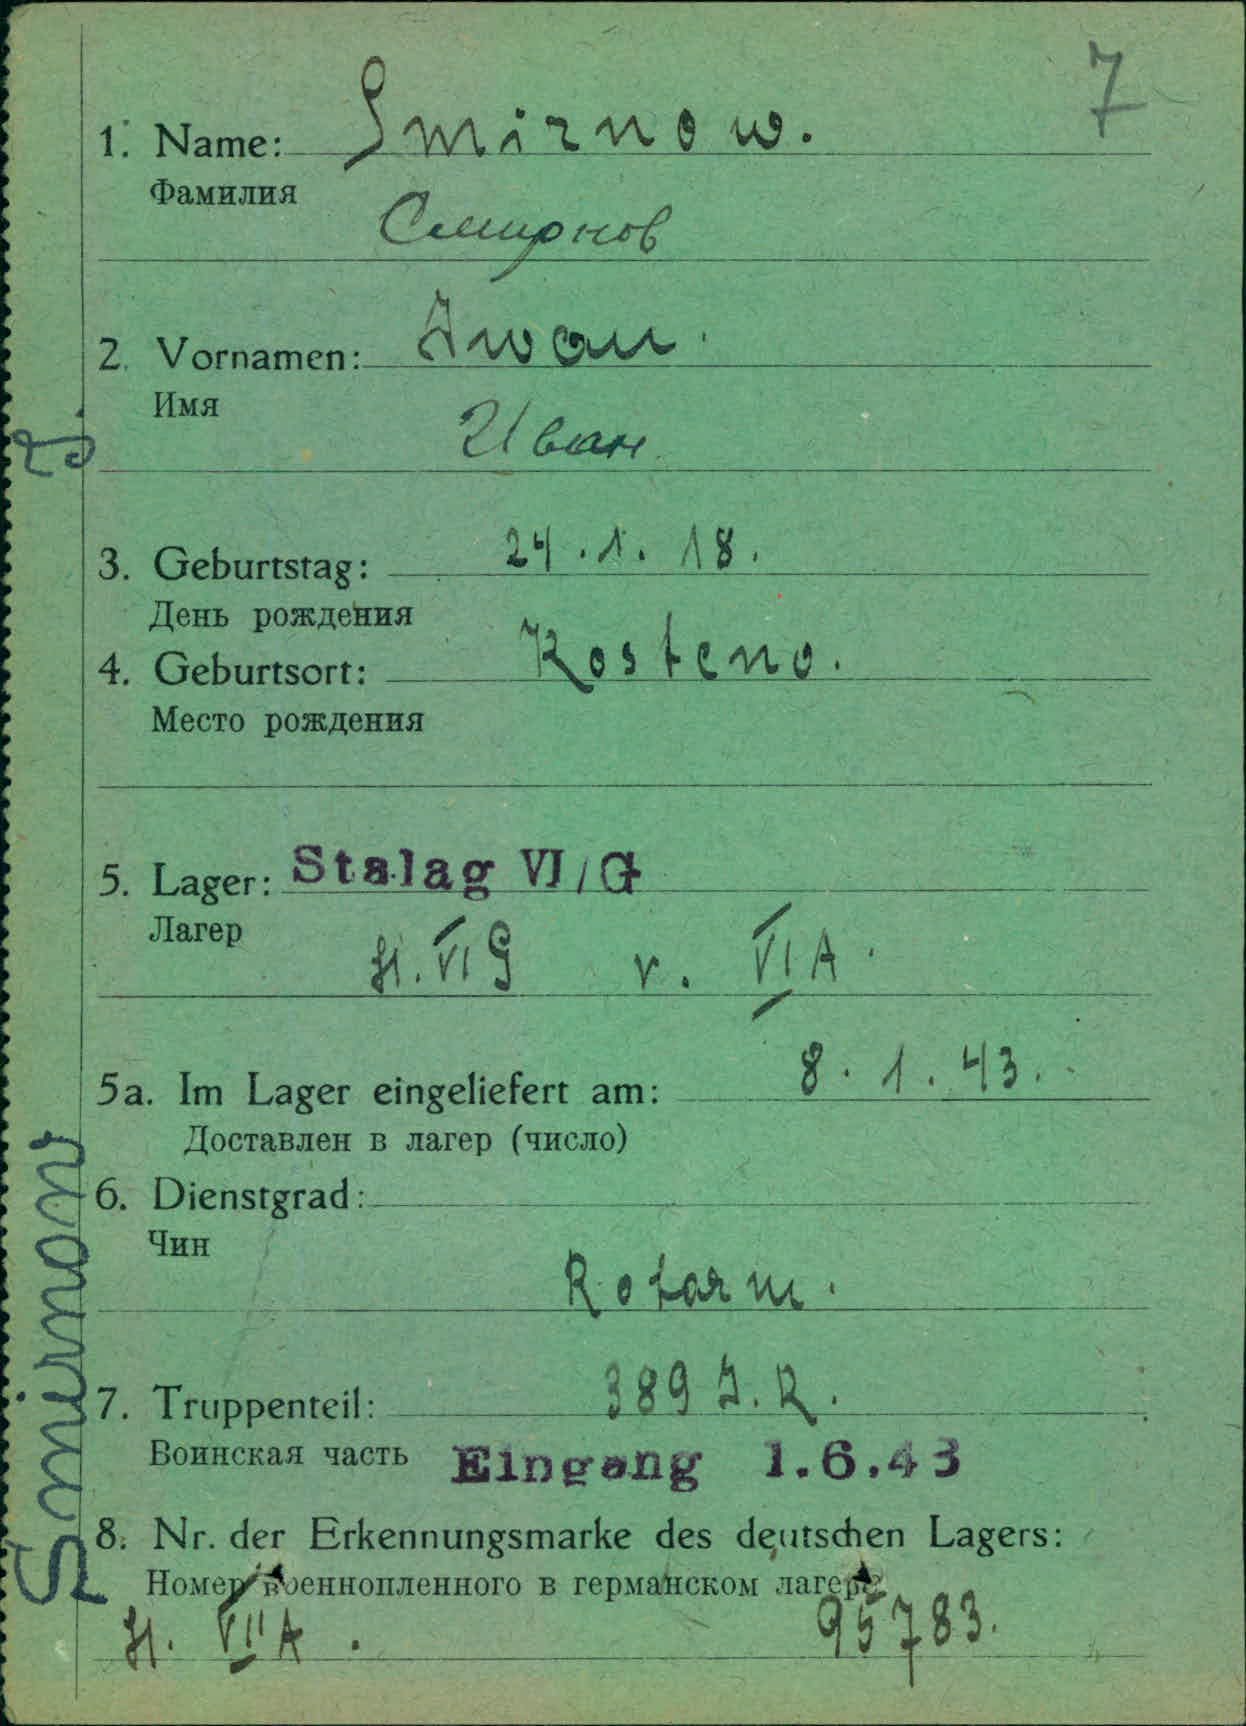 7
1. Name: Smirnow.
Фамилия
Смирнов
2. Vornamen: Iwan.
Имя
Иван
3. Geburtstag: 24.1.18.
День рождения
4. Geburtsort: Kosteno.
Место рождения
5. Lager: Stalag VI/G
Лагер
St. VI G v. VI A.
5a. Im Lager eingeliefert am: 8.1.43.
Доставлен в лагер (число)
6. Dienstgrad:
Чин
Rotarm.
7. Truppenteil: 389 I.R.
Воинская часть Eingang 1.6.43
8. Nr. der Erkennungsmarke des deutschen Lagers:
Номер военнопленного в германском лагере
St. VII A. 95783.
Smirnow